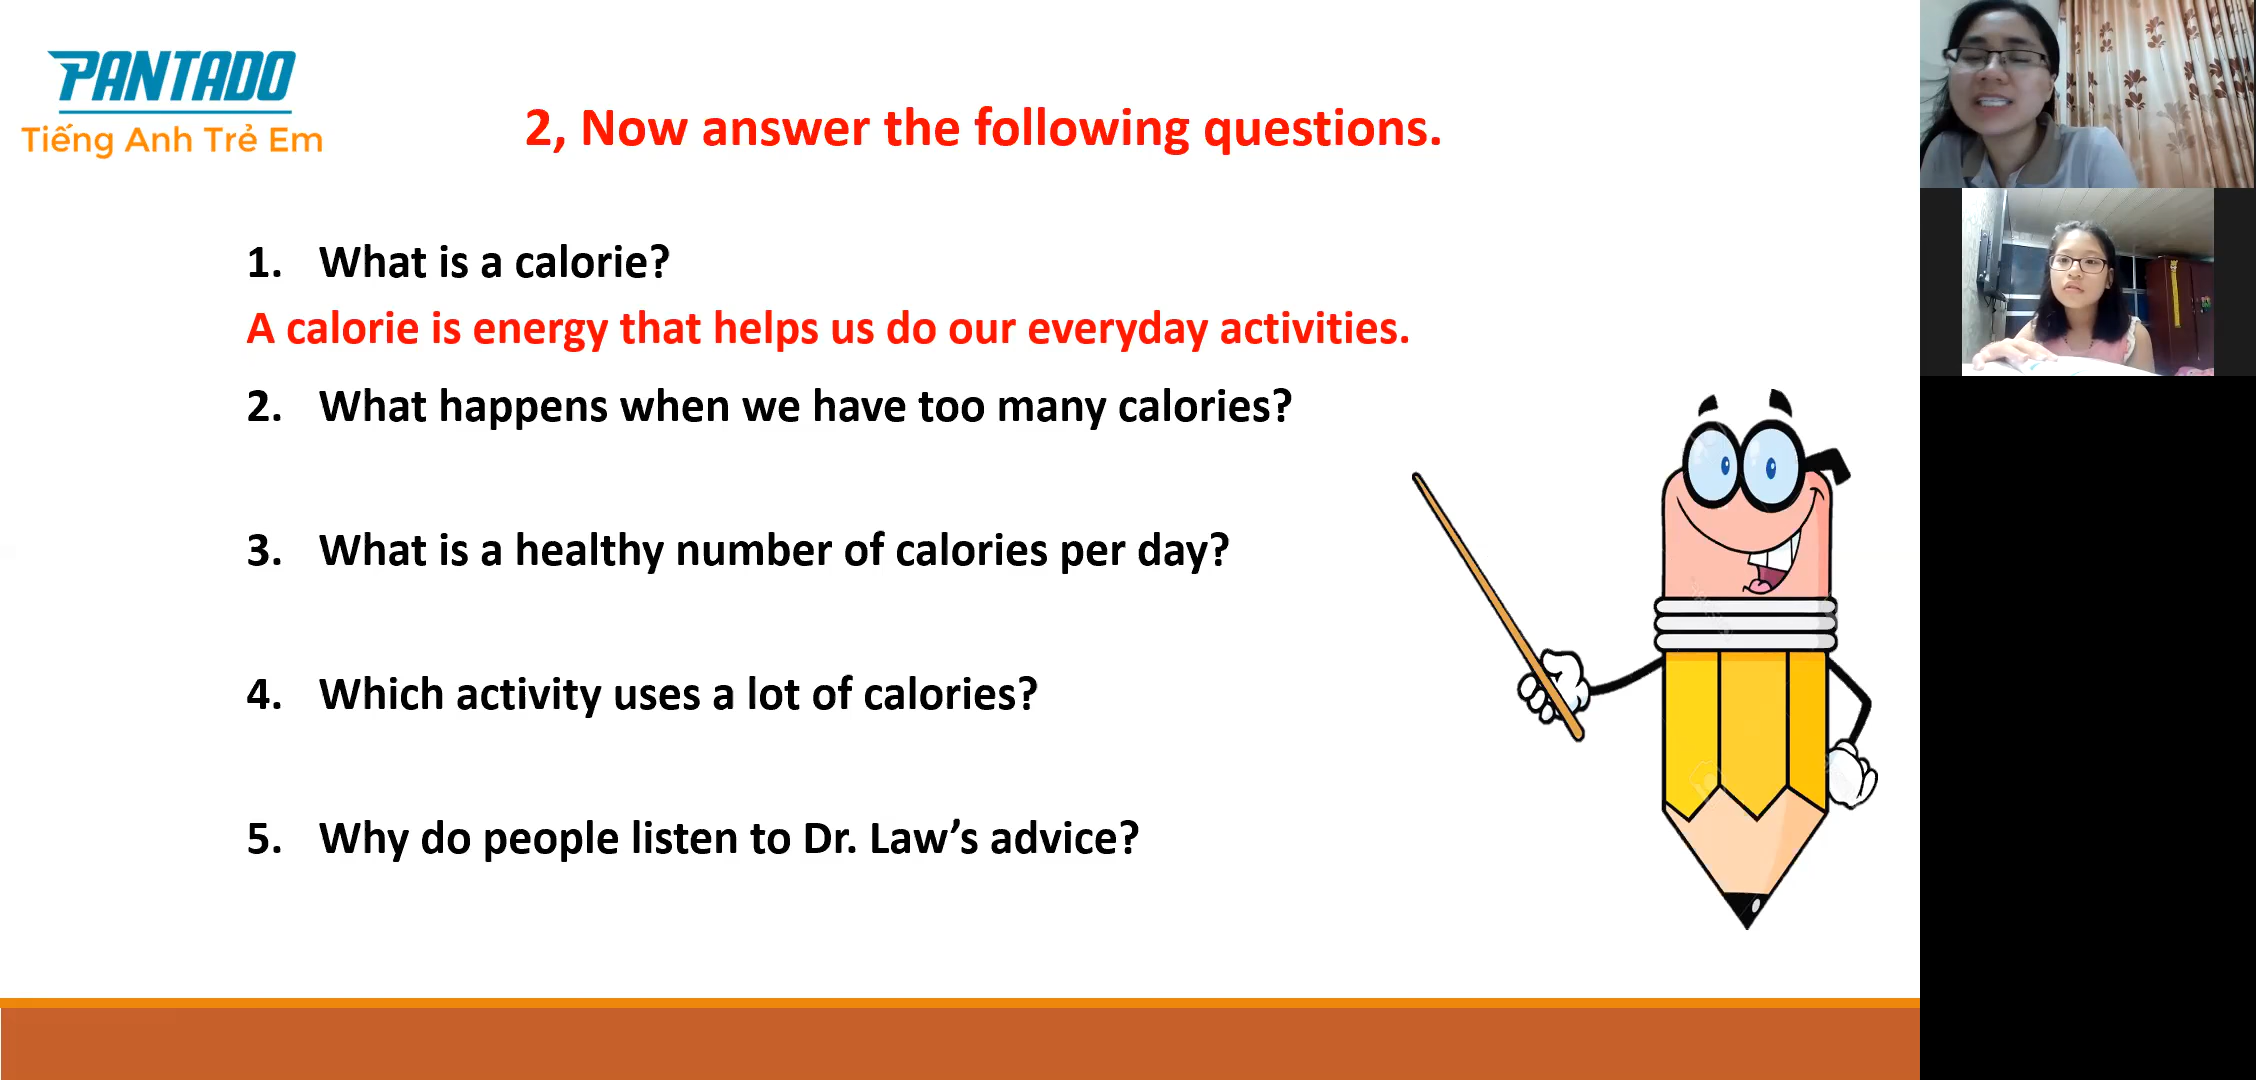 PANTADO
Tiếng Anh Trẻ Em
2, Now answer the following questions.
1. What is a calorie?
A calorie is energy that helps us do our everyday activities.
2. What happens when we have too many calories?
3. What is a healthy number of calories per day?
4. Which activity uses a lot of calories?
5. Why do people listen to Dr. Law’s advice?